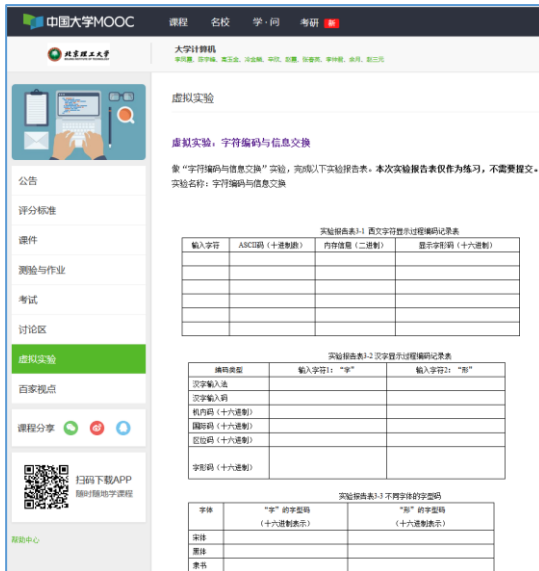 中国大学MOOC 课程 名校 学·问 考研
北京理工大学
大学计算机
虚拟实验
虚拟实验：字符编码与信息交换
像“字符编码与信息交换”实验，完成以下实验报告表。本次实验报告表仅作为练习，不需要提交。
实验名称：字符编码与信息交换
公告
评分标准
课件
测验与作业
考试
讨论区
虚拟实验
百家视点
课程分享
扫码下载APP
随时随地学课程
帮助中心
实验报告表3-1 西文字符显示过程编码记录表
输入字符 ASCII码（十进制数） 内存信息（二进制） 显示字形码（十六进制）
实验报告表3-2 汉字显示过程编码记录表
编码类型 输入字符1：“字” 输入字符2：“形”
汉字输入法
汉字输入码
机内码（十六进制）
国标码（十六进制）
区位码（十六进制）
字形码（十六进制）
实验报告表3-3 不同字体的字型码
字体 “字”的字型码 “形”的字型码
（十六进制表示） （十六进制表示）
宋体
黑体
隶书